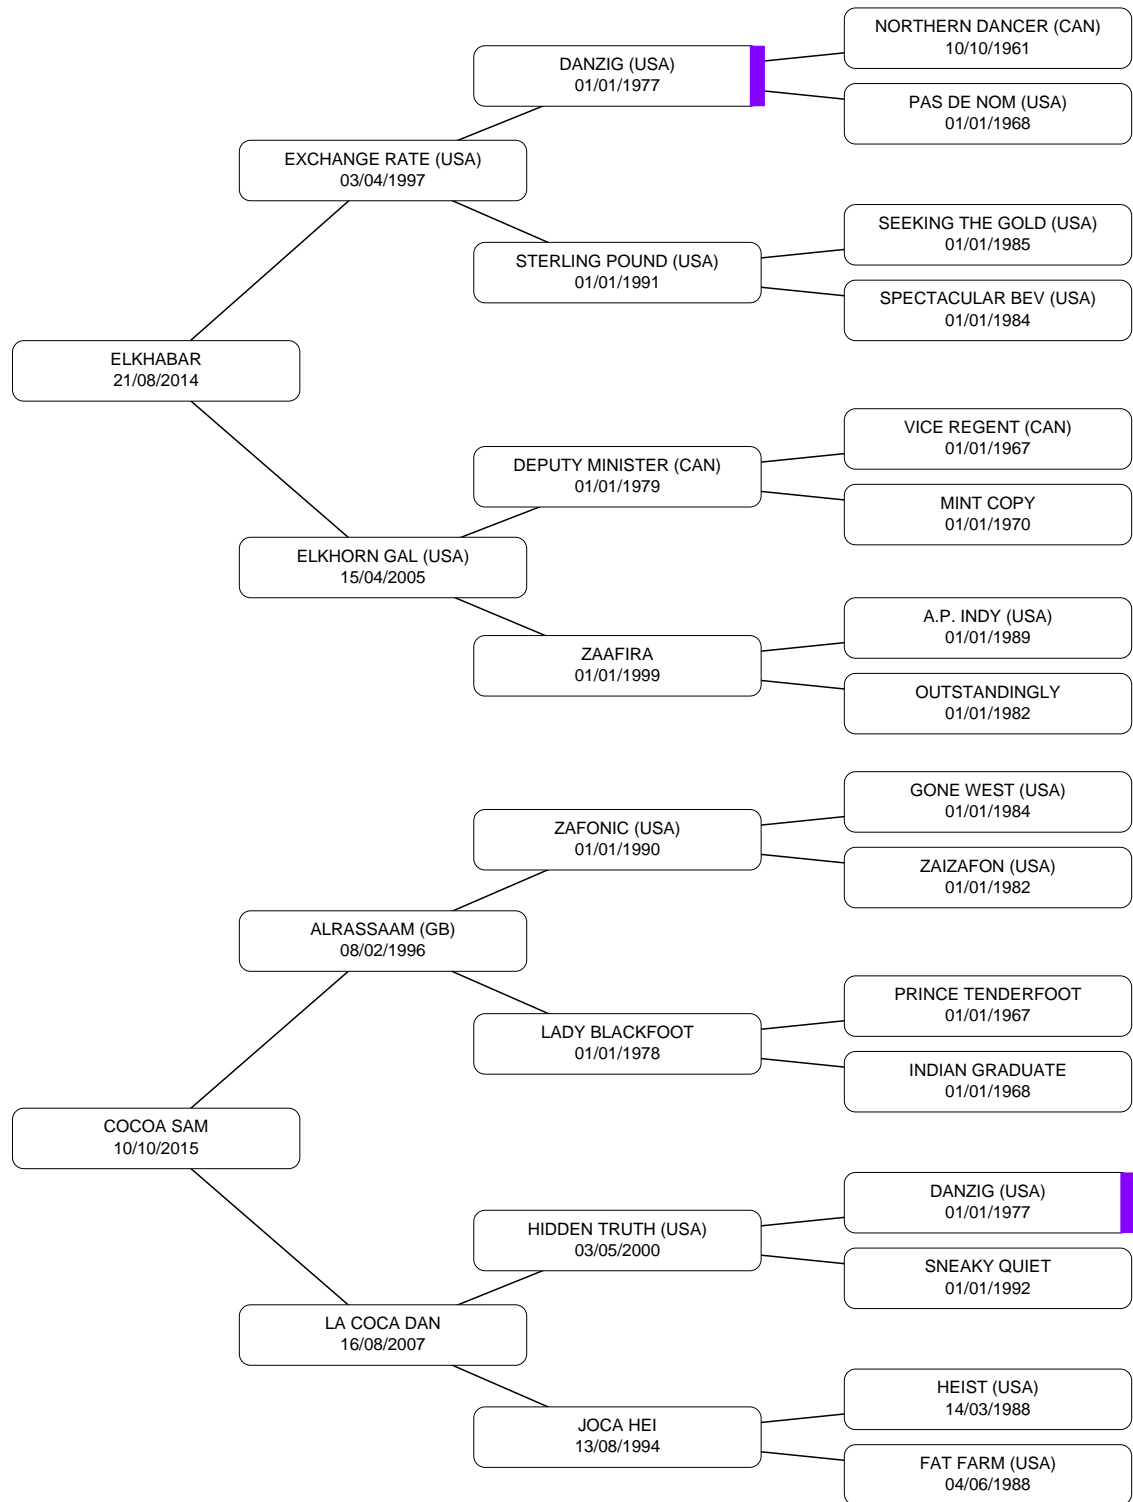 NORTHERN DANCER (CAN)
10/10/1961
DANZIG (USA)
01/01/1977
PAS DE NOM (USA)
01/01/1968
EXCHANGE RATE (USA)
03/04/1997
SEEKING THE GOLD (USA)
01/01/1985
STERLING POUND (USA)
01/01/1991
SPECTACULAR BEV (USA)
01/01/1984
ELKHABAR
21/08/2014
VICE REGENT (CAN)
01/01/1967
DEPUTY MINISTER (CAN)
01/01/1979
MINT COPY
01/01/1970
ELKHORN GAL (USA)
15/04/2005
A.P. INDY (USA)
01/01/1989
ZAAFIRA
01/01/1999
OUTSTANDINGLY
01/01/1982
GONE WEST (USA)
01/01/1984
ZAFONIC (USA)
01/01/1990
ZAIZAFON (USA)
01/01/1982
ALRASSAAM (GB)
08/02/1996
PRINCE TENDERFOOT
01/01/1967
LADY BLACKFOOT
01/01/1978
INDIAN GRADUATE
01/01/1968
COCOA SAM
10/10/2015
DANZIG (USA)
01/01/1977
HIDDEN TRUTH (USA)
03/05/2000
SNEAKY QUIET
01/01/1992
LA COCA DAN
16/08/2007
HEIST (USA)
14/03/1988
JOCA HEI
13/08/1994
FAT FARM (USA)
04/06/1988